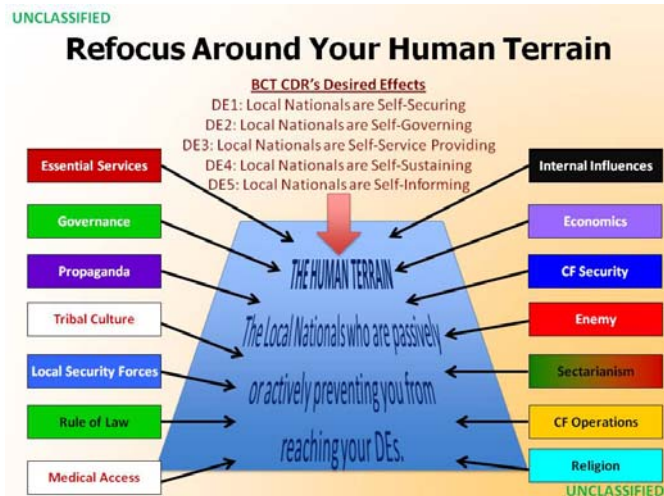 UNCLASSIFIED
Refocus Around Your Human Terrain
BCT CDR's Desired Effects
DE1: Local Nationals are Self-Securing
DE2: Local Nationals are Self-Governing
DE3: Local Nationals are Self-Service Providing
DE4: Local Nationals are Self-Sustaining
DE5: Local Nationals are Self-Informing
Essential Services
Governance
Propaganda
Tribal Culture
Local Security Forces
Rule of Law
Medical Access
THE HUMAN TERRAIN
The Local Nationals who are passively
or actively preventing you from
reaching your DEs.
Internal Influences
Economics
CF Security
Enemy
Sectarianism
CF Operations
Religion
UNCLASSIFIED